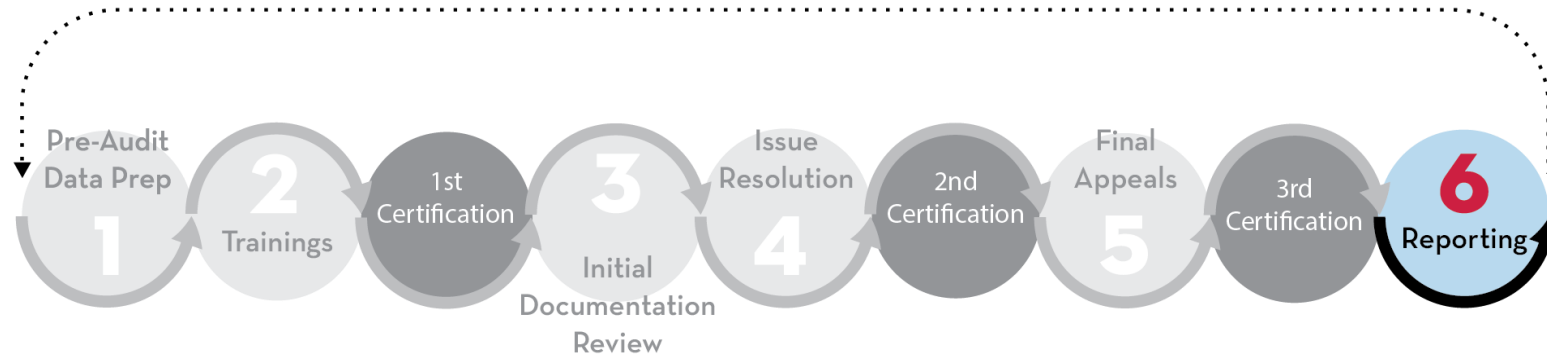 Pre-Audit
Data Prep
1
2
Trainings
1st
Certification
3
Initial
Documentation
Review
Issue
Resolution
4
2nd
Certification
Final
Appeals
5
3rd
Certification
6
Reporting